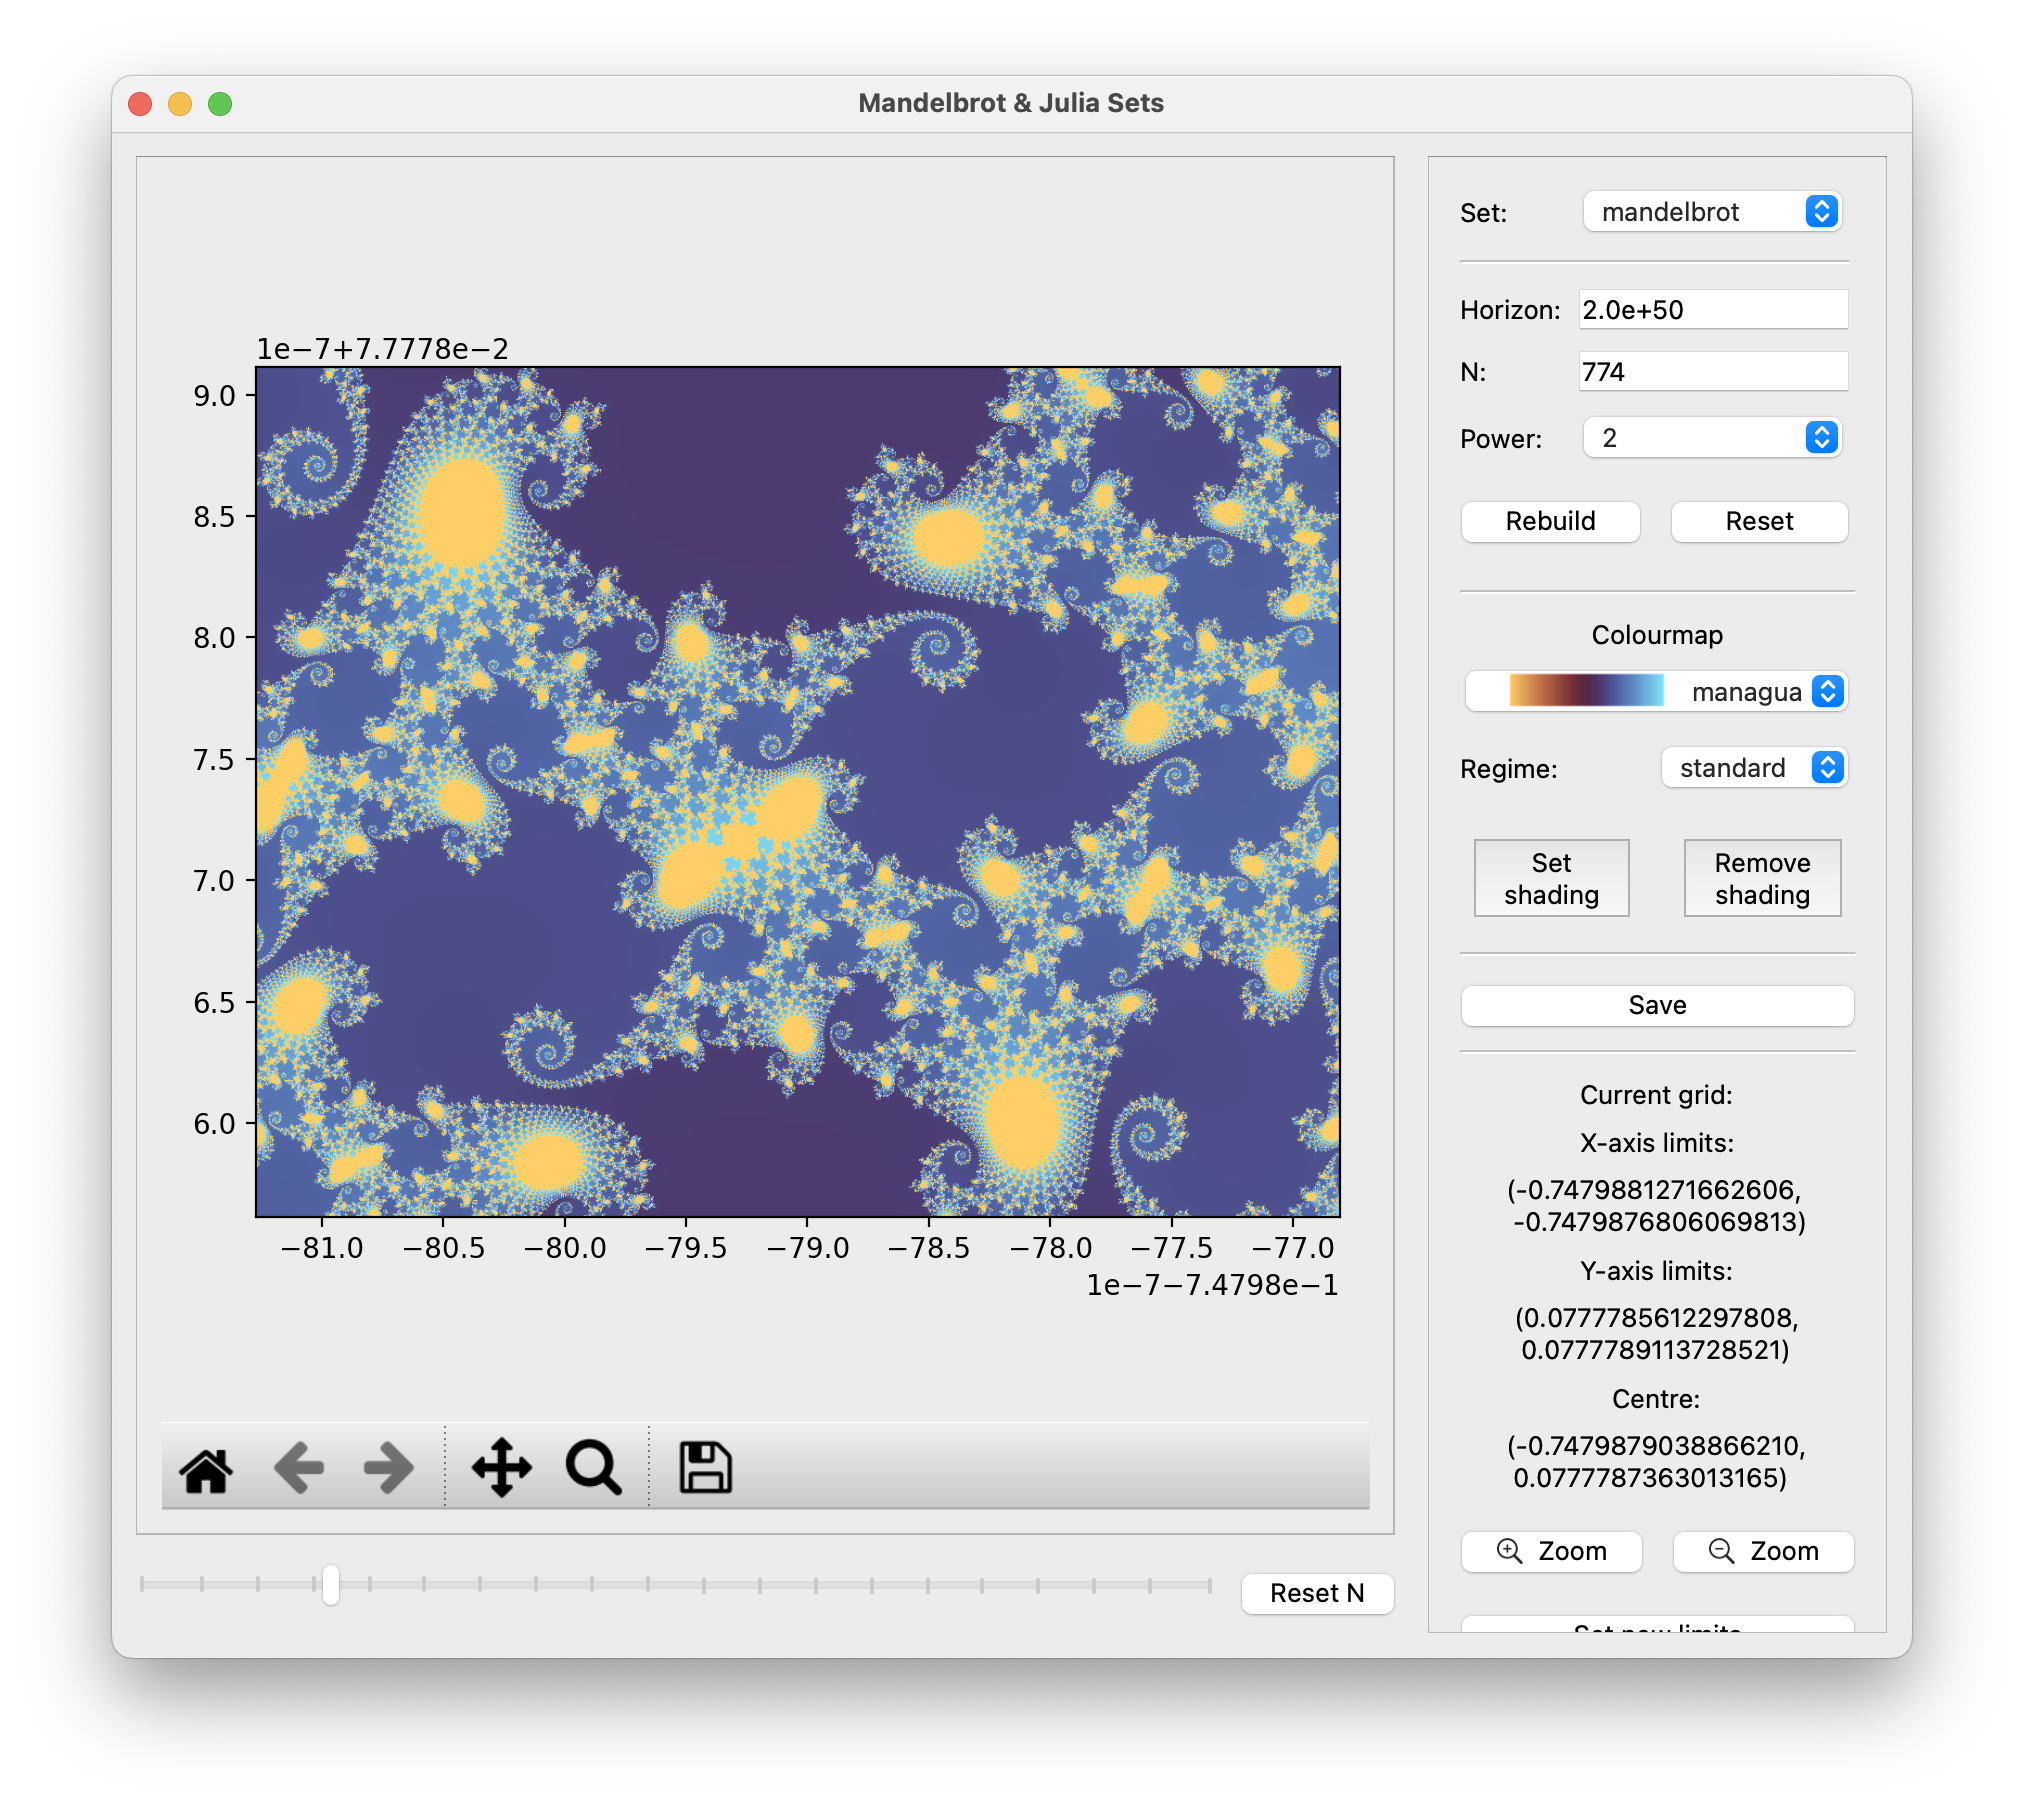 Mandelbrot & Julia Sets
1e−7+7.7778e−2
9.0
8.5
8.0
7.5
7.0
6.5
6.0
−81.0 −80.5 −80.0 −79.5 −79.0 −78.5 −78.0 −77.5 −77.0
1e−7−7.4798e−1
Reset N
Set: mandelbrot
Horizon: 2.0e+50
N: 774
Power: 2
Rebuild Reset
Colourmap
managua
Regime: standard
Set
shading
Remove
shading
Save
Current grid:
X-axis limits:
(-0.7479881271662606,
-0.7479876806069813)
Y-axis limits:
(0.0777785612297808,
0.0777789113728521)
Centre:
(-0.7479879038866210,
0.0777787363013165)
Zoom Zoom
Set new limits